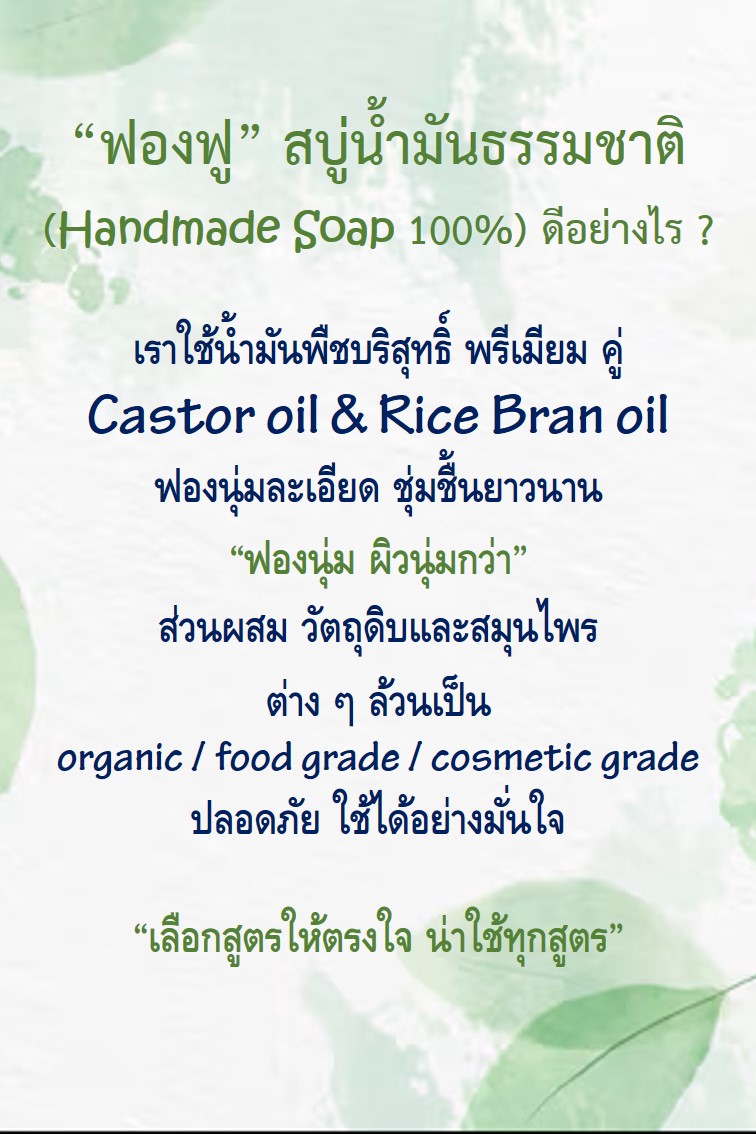 “ฟองฟู” สบู่น้ำมันธรรมชาติ
(Handmade Soap 100%) ดีอย่างไร ?
เราใช้น้ำมันพืชบริสุทธิ์ พรีเมียม คู่
Castor oil & Rice Bran oil
ฟองนุ่มละเอียด ชุ่มชื้นยาวนาน
“ฟองนุ่ม ผิวนุ่มกว่า”
ส่วนผสม วัตถุดิบและสมุนไพร
ต่าง ๆ ล้วนเป็น
organic / food grade / cosmetic grade
ปลอดภัย ใช้ได้อย่างมั่นใจ
“เลือกสูตรให้ตรงใจ น่าใช้ทุกสูตร”